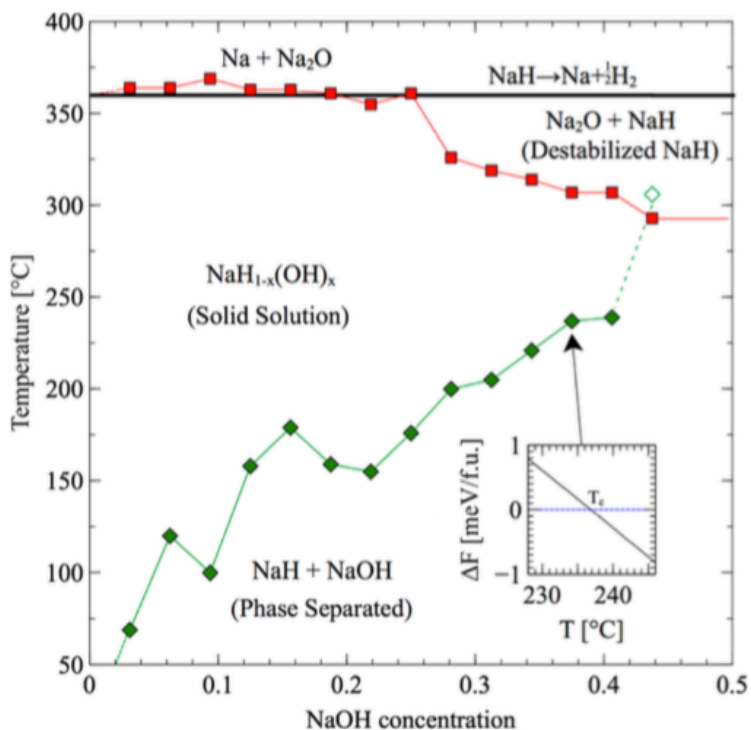 400
350
300
250
200
150
100
50
Temperature [°C]
Na + Na₂O
NaH→Na+½H₂
Na₂O + NaH
(Destabilized NaH)
NaH₁₋ₓ(OH)ₓ
(Solid Solution)
NaH + NaOH
(Phase Separated)
ΔF [meV/f.u.]
1
0
−1
T꜀
230
240
T [°C]
0
0.1
0.2
0.3
0.4
0.5
NaOH concentration